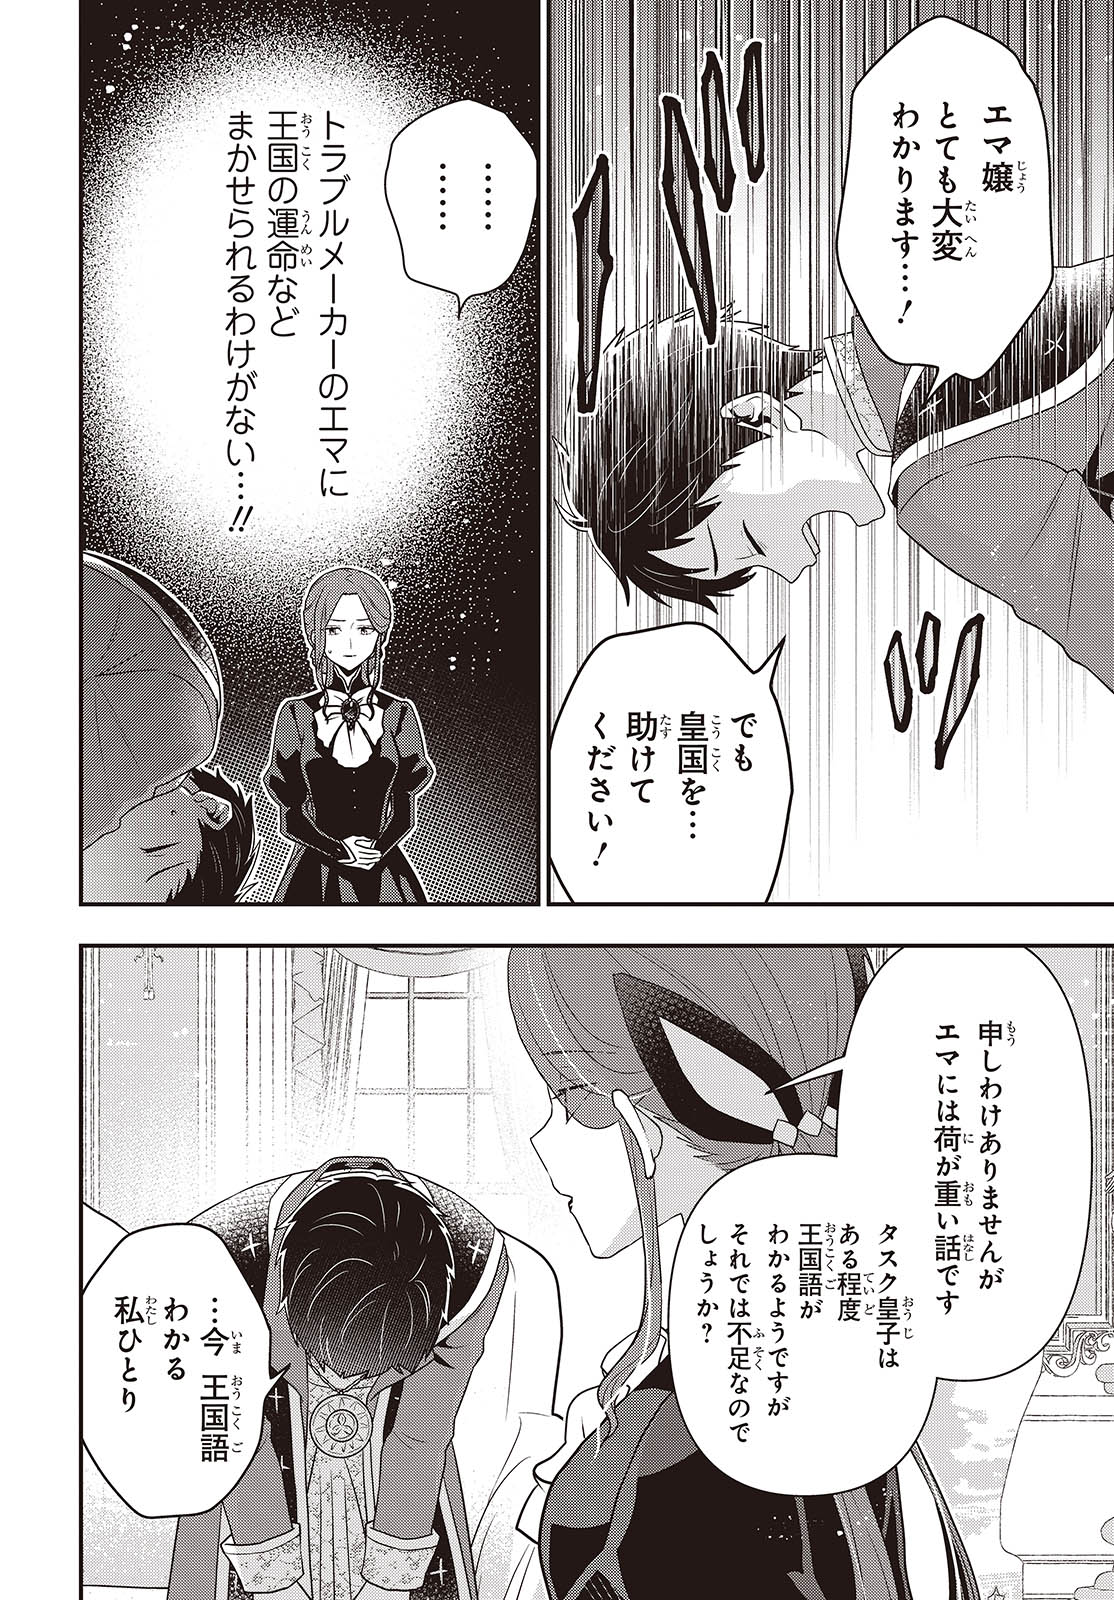 エマ嬢
とても大変
わかります…！
でも
皇国を…
助けて
ください！
……
……
トラブルメーカーのエマに
王国の運命など
まかせられるわけがない…!!
申しわけありませんが
エマには荷が重い話です
タスク皇子は
ある程度
王国語が
わかるようですが
それでは不足なので
しょうか？
…今 王国語
わかる
私ひとり